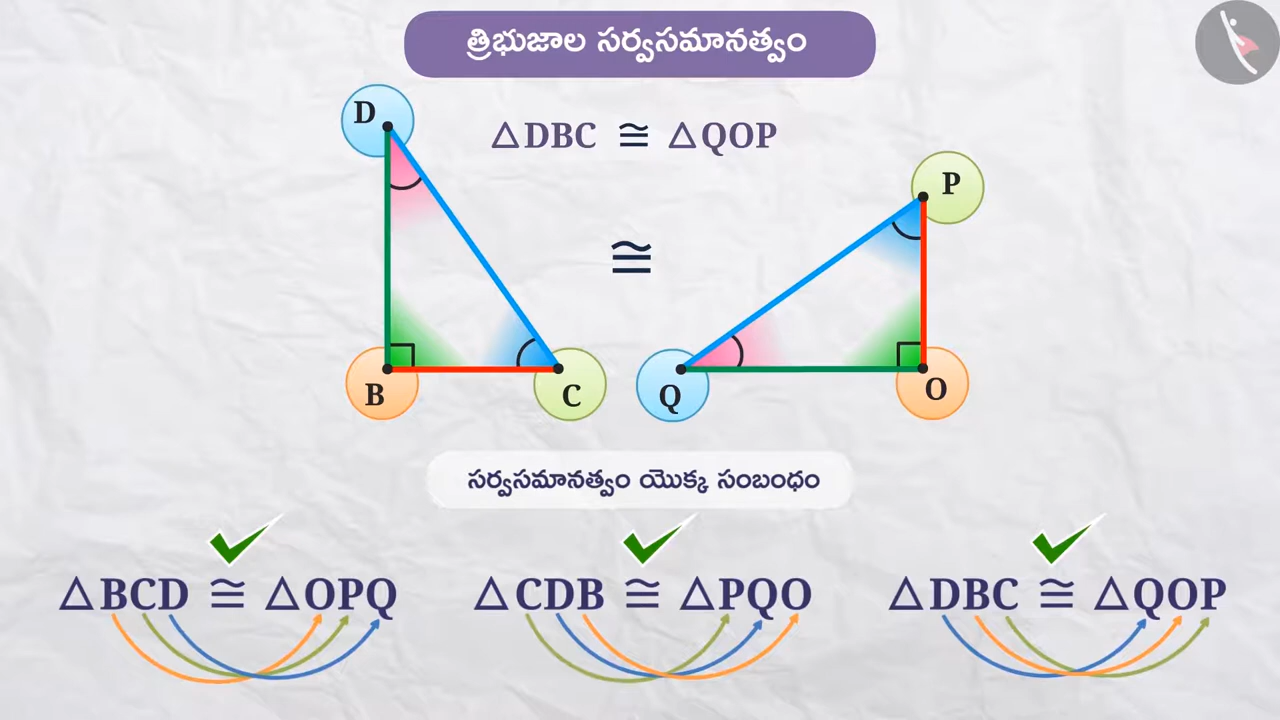 త్రిభుజాల సర్వసమానత్వం
D
△DBC ≅ △QOP
P
≅
B
C
Q
O
సర్వసమానత్వం యొక్క సంబంధం
△BCD ≅ △OPQ
△CDB ≅ △PQO
△DBC ≅ △QOP